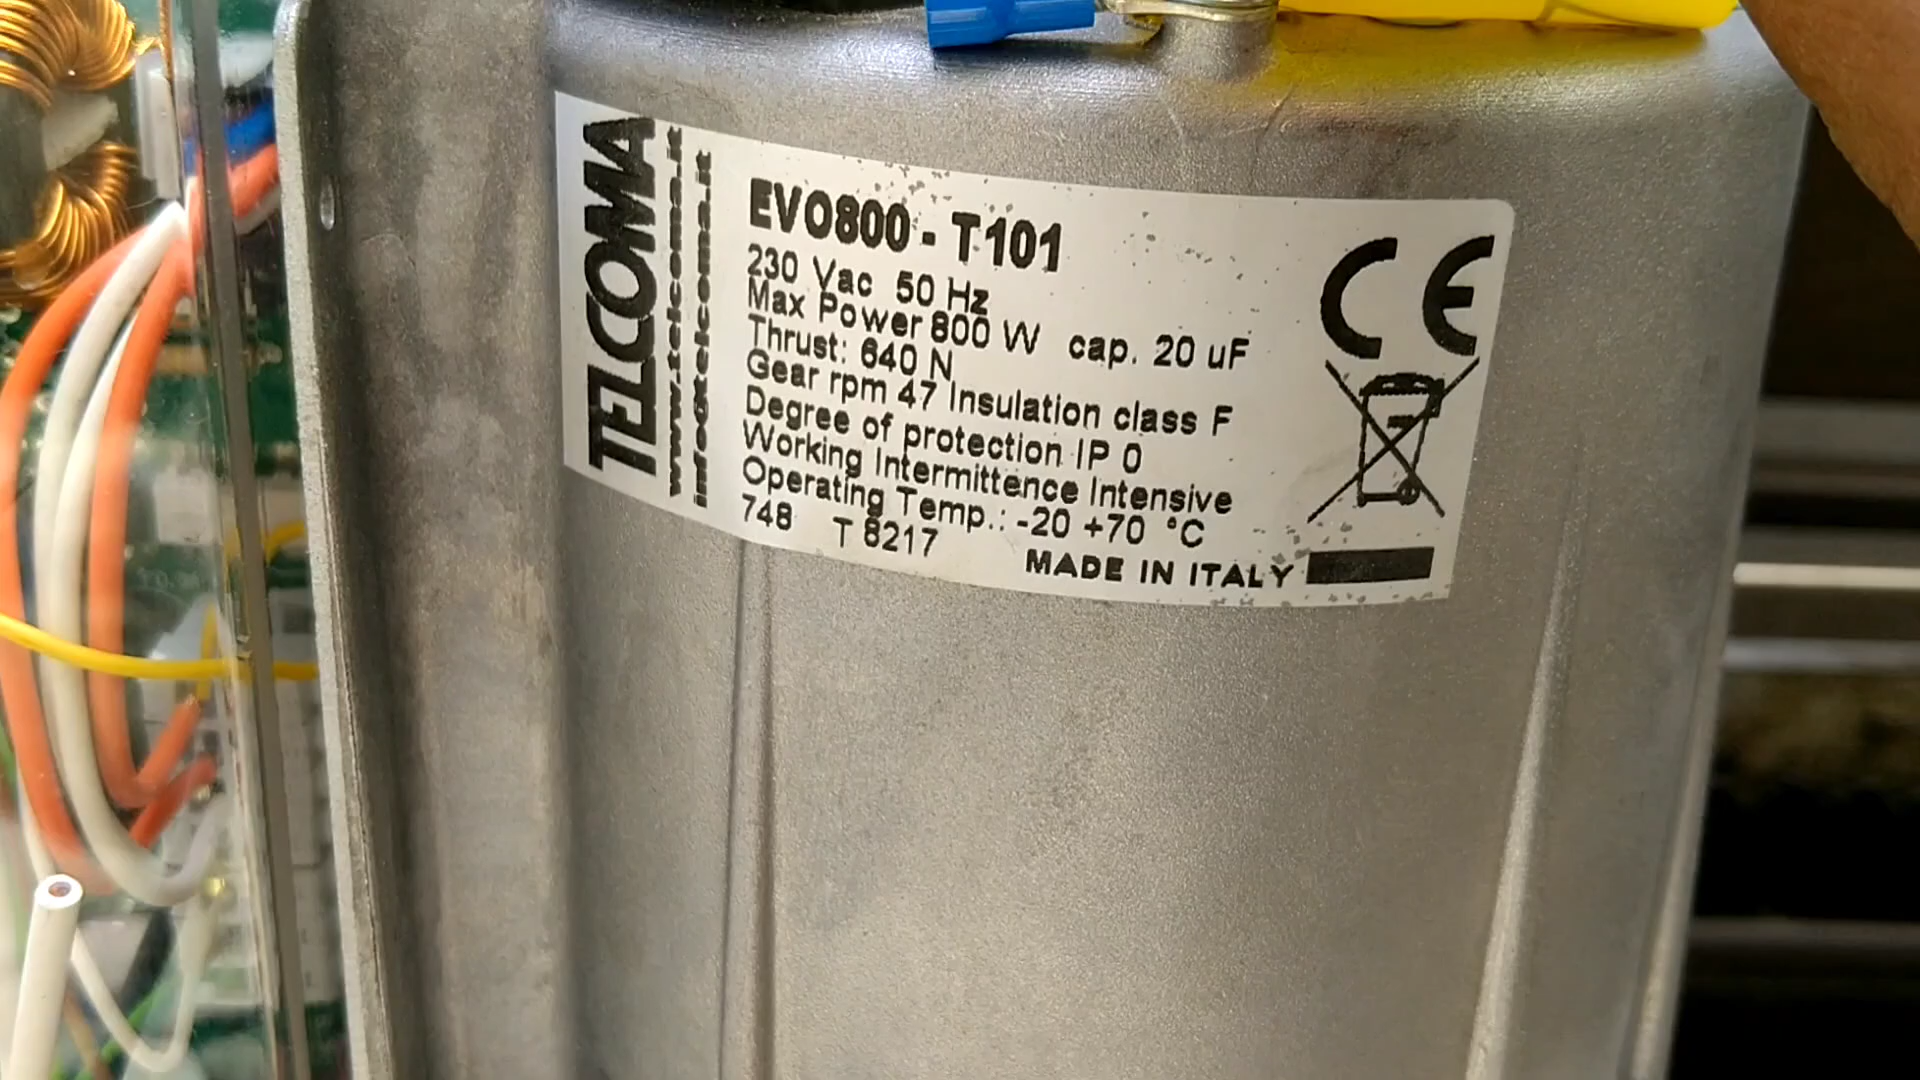 TELCOMA
www.telcoma.it
info@telcoma.it
EVO800 - T101
230 Vac 50 Hz
Max Power 800 W cap. 20 uF
Thrust: 640 N
Gear rpm 47 Insulation class F
Degree of protection IP 0
Working Intermittence Intensive
Operating Temp.: -20 +70 °C
748 T 8217
MADE IN ITALY
CE